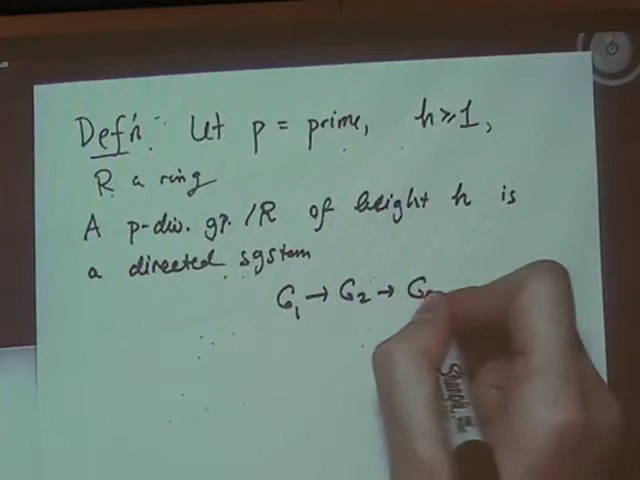 Def'n: Let p = prime, h ≥ 1,
R a ring
A p-div. gp. /R of height h is
a directed system
G₁ → G₂ → G